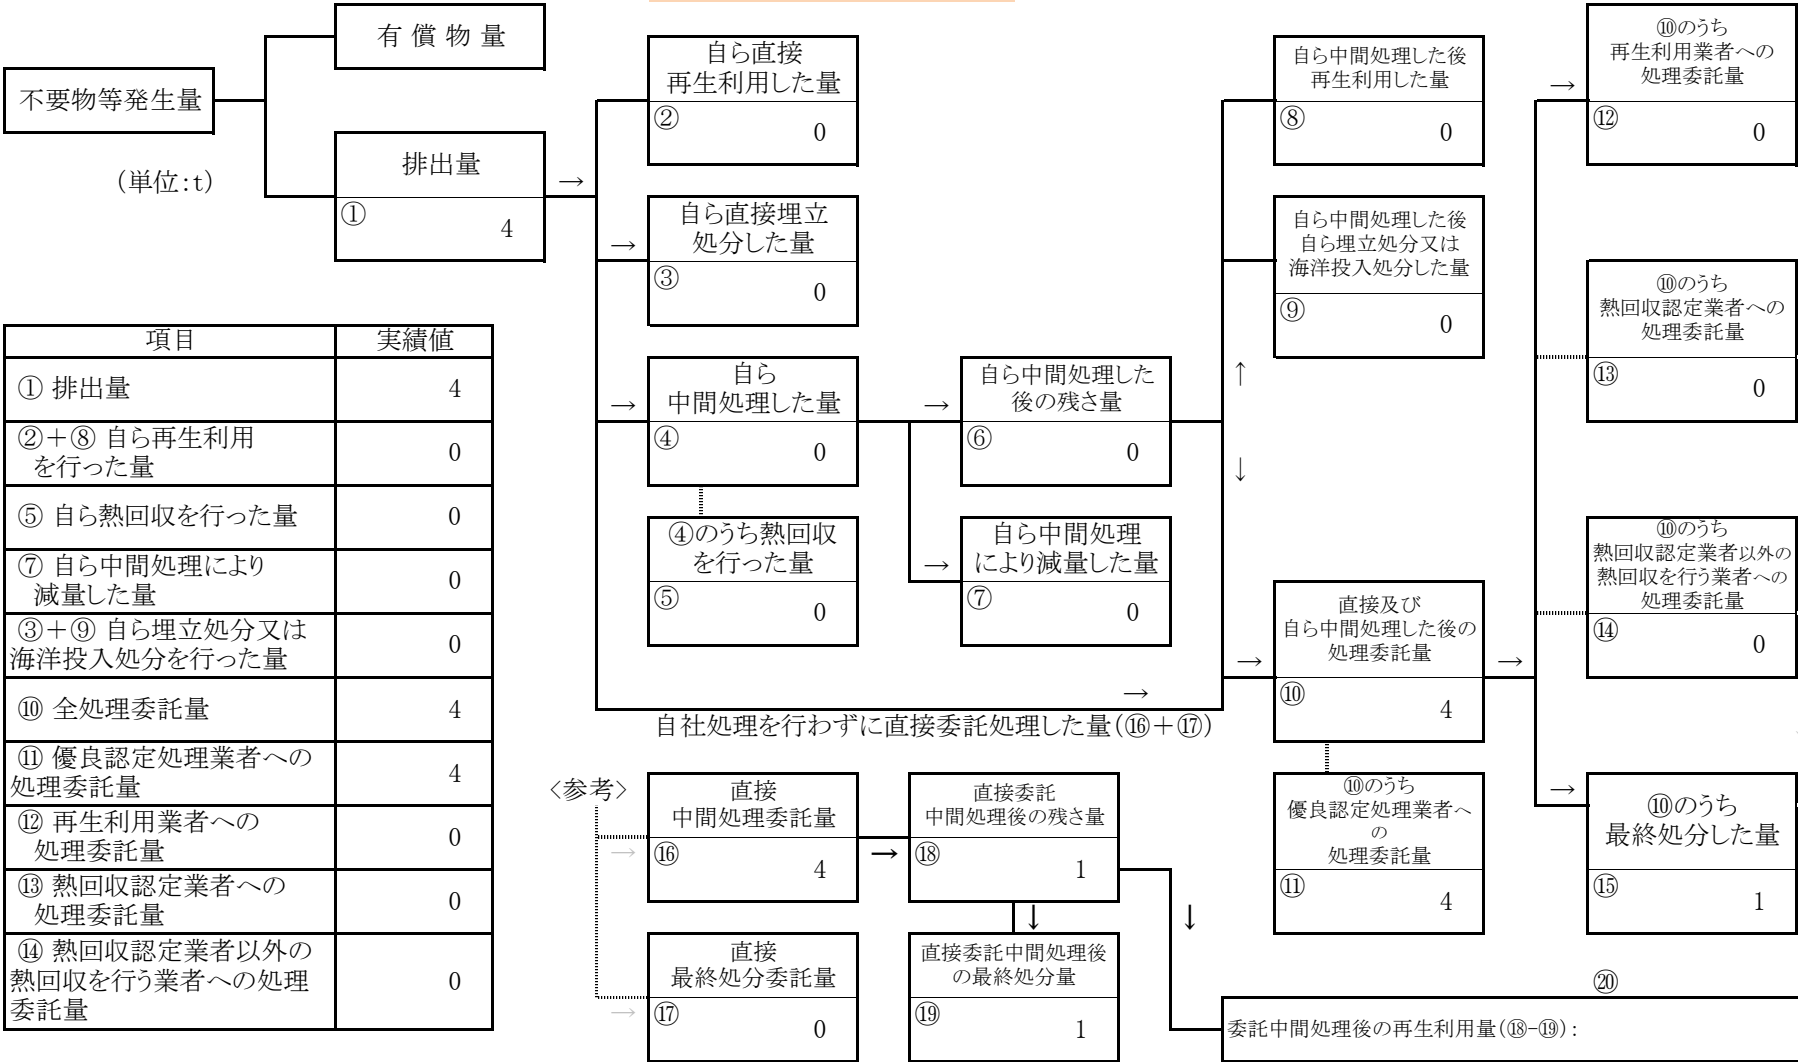 不要物等発生量
(単位:t)
有 償 物 量
排出量
→
①
4
自ら直接
再生利用した量
②
0
→
自ら直接埋立
処分した量
③
0
→
自ら
中間処理した量
④
0
④のうち熱回収
を行った量
⑤
0
→
自ら中間処理した
後の残さ量
⑥
0
→
自ら中間処理
により減量した量
⑦
0
自ら中間処理した後
再生利用した量
⑧
0
自ら中間処理した後
自ら埋立処分又は
海洋投入処分した量
⑨
0
↑
↓
→
直接及び
自ら中間処理した後の
処理委託量
⑩
4
→
⑩のうち
優良認定処理業者へ
の
処理委託量
⑪
4
→
⑩のうち
再生利用業者への
処理委託量
⑫
0
⑩のうち
熱回収認定業者への
処理委託量
⑬
0
⑩のうち
熱回収認定業者以外の
熱回収を行う業者への
処理委託量
⑭
0
→
⑩のうち
最終処分した量
⑮
1
→
自社処理を行わずに直接委託処理した量(⑯+⑰)
項目 実績値
① 排出量 4
②+⑧ 自ら再生利用
を行った量 0
⑤ 自ら熱回収を行った量 0
⑦ 自ら中間処理により
減量した量 0
③+⑨ 自ら埋立処分又は
海洋投入処分を行った量 0
⑩ 全処理委託量 4
⑪ 優良認定処理業者への
処理委託量 4
⑫ 再生利用業者への
処理委託量 0
⑬ 熱回収認定業者への
処理委託量 0
⑭ 熱回収認定業者以外の
熱回収を行う業者への処理
委託量 0
〈参考〉
→
直接
中間処理委託量
⑯
4
→
直接委託
中間処理後の残さ量
⑱
1
↓
↓
→
直接
最終処分委託量
⑰
0
直接委託中間処理後
の最終処分量
⑲
1
⑳
委託中間処理後の再生利用量(⑱-⑲):